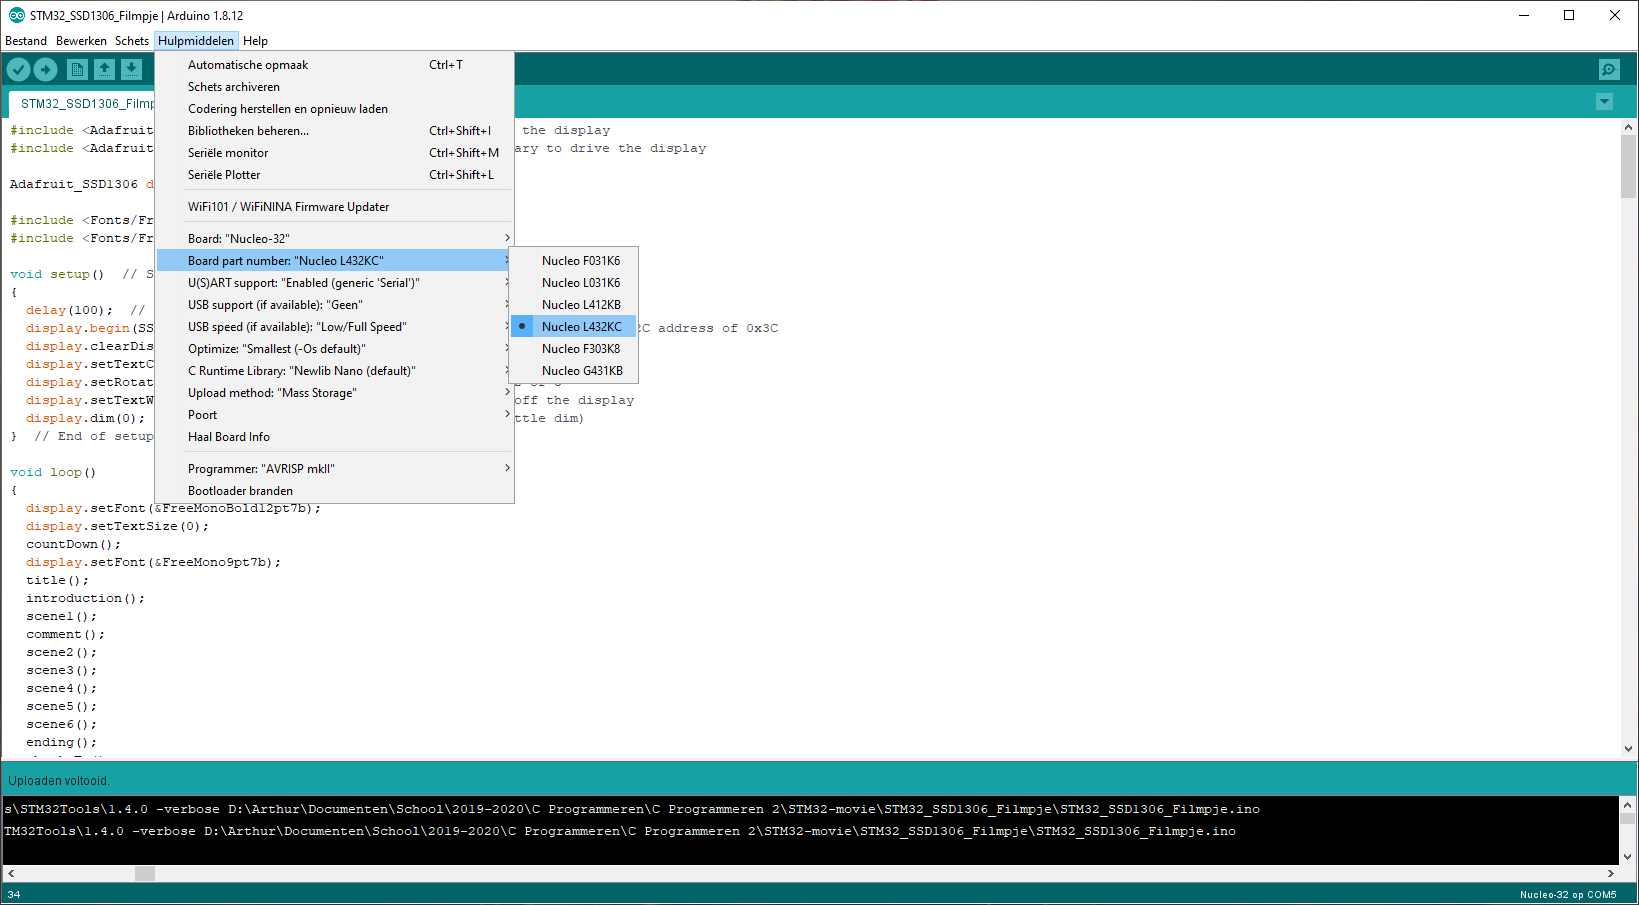 STM32_SSD1306_Filmpje | Arduino 1.8.12
Bestand Bewerken Schets Hulpmiddelen Help
STM32_SSD1306_Filmp
Automatische opmaak Ctrl+T
Schets archiveren
Codering herstellen en opnieuw laden
Bibliotheken beheren... Ctrl+Shift+I
Seriële monitor Ctrl+Shift+M
Seriële Plotter Ctrl+Shift+L
WiFi101 / WiFiNINA Firmware Updater
Board: "Nucleo-32"
Board part number: "Nucleo L432KC"
U(S)ART support: "Enabled (generic 'Serial')"
USB support (if available): "Geen"
USB speed (if available): "Low/Full Speed"
Optimize: "Smallest (-Os default)"
C Runtime Library: "Newlib Nano (default)"
Upload method: "Mass Storage"
Poort
Haal Board Info
Programmer: "AVRISP mkII"
Bootloader branden
Nucleo F031K6
Nucleo L031K6
Nucleo L412KB
Nucleo L432KC
Nucleo F303K8
Nucleo G431KB
#include <Adafruit the display
#include <Adafruit ary to drive the display
Adafruit_SSD1306 d
#include <Fonts/Fr
#include <Fonts/Fr
void setup() // S
{
delay(100); //
display.begin(SS C address of 0x3C
display.clearDis
display.setTextC
display.setRotat
display.setTextW off the display
display.dim(0); ttle dim)
} // End of setup
void loop()
{
display.setFont(&FreeMonoBold12pt7b);
display.setTextSize(0);
countDown();
display.setFont(&FreeMono9pt7b);
title();
introduction();
scene1();
comment();
scene2();
scene3();
scene4();
scene5();
scene6();
ending();
Uploaden voltooid.
s\STM32Tools\1.4.0 -verbose D:\Arthur\Documenten\School\2019-2020\C Programmeren\C Programmeren 2\STM32-movie\STM32_SSD1306_Filmpje\STM32_SSD1306_Filmpje.ino
TM32Tools\1.4.0 -verbose D:\Arthur\Documenten\School\2019-2020\C Programmeren\C Programmeren 2\STM32-movie\STM32_SSD1306_Filmpje\STM32_SSD1306_Filmpje.ino
34 Nucleo-32 op COM5